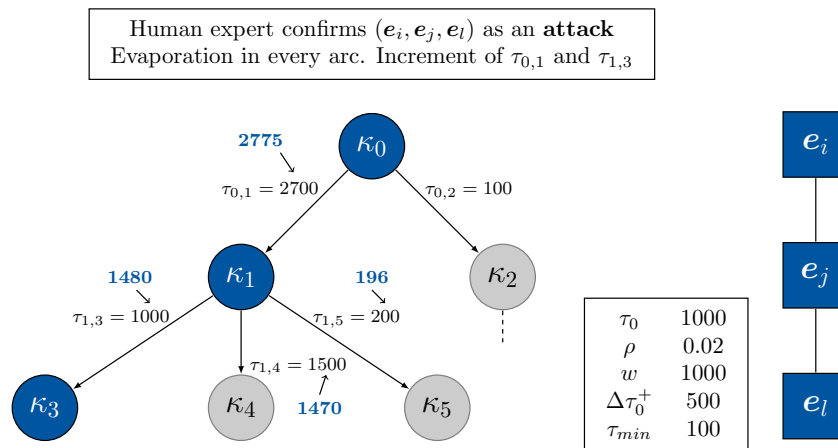 Human expert confirms (e_i, e_j, e_l) as an attack
Evaporation in every arc. Increment of τ_{0,1} and τ_{1,3}
2775
κ_0
e_i
τ_{0,1} = 2700
τ_{0,2} = 100
1480
κ_1
196
κ_2
e_j
τ_{1,3} = 1000
τ_{1,5} = 200
τ_{1,4} = 1500
κ_3
κ_4
1470
κ_5
τ_0 1000
ρ 0.02
w 1000
Δτ_0^+ 500
τ_{min} 100
e_l